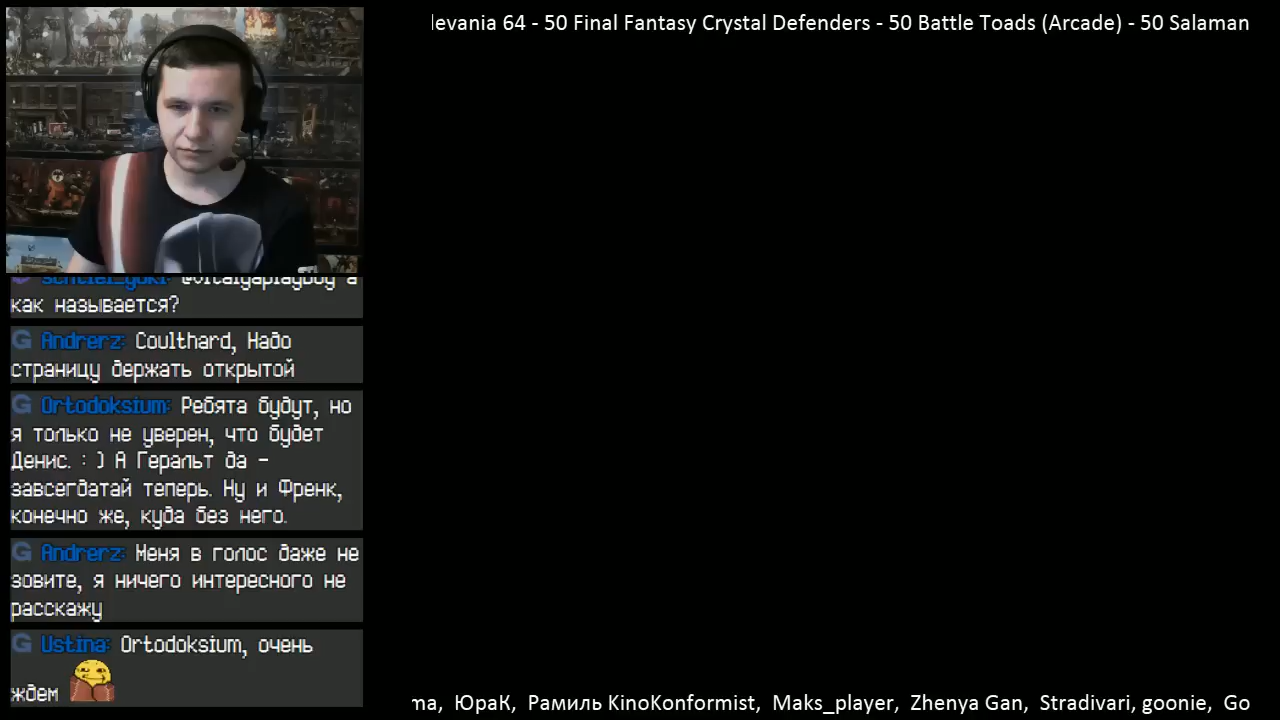 levania 64 - 50 Final Fantasy Crystal Defenders - 50 Battle Toads (Arcade) - 50 Salaman
schtiel_yuki: @vitalyaplayboy а
как называется?
G Andrerz: Coulthard, Надо
страницу держать открытой
G Ortodoksium: Ребята будут, но
я только не уверен, что будет
Денис. : ) А Геральт да -
завсегдатай теперь. Ну и Френк,
конечно же, куда без него.
G Andrerz: Меня в голос даже не
зовите, я ничего интересного не
расскажу
G Ustina: Ortodoksium, очень
ждем
ma, ЮраК, Рамиль KinoKonformist, Maks_player, Zhenya Gan, Stradivari, goonie, Go